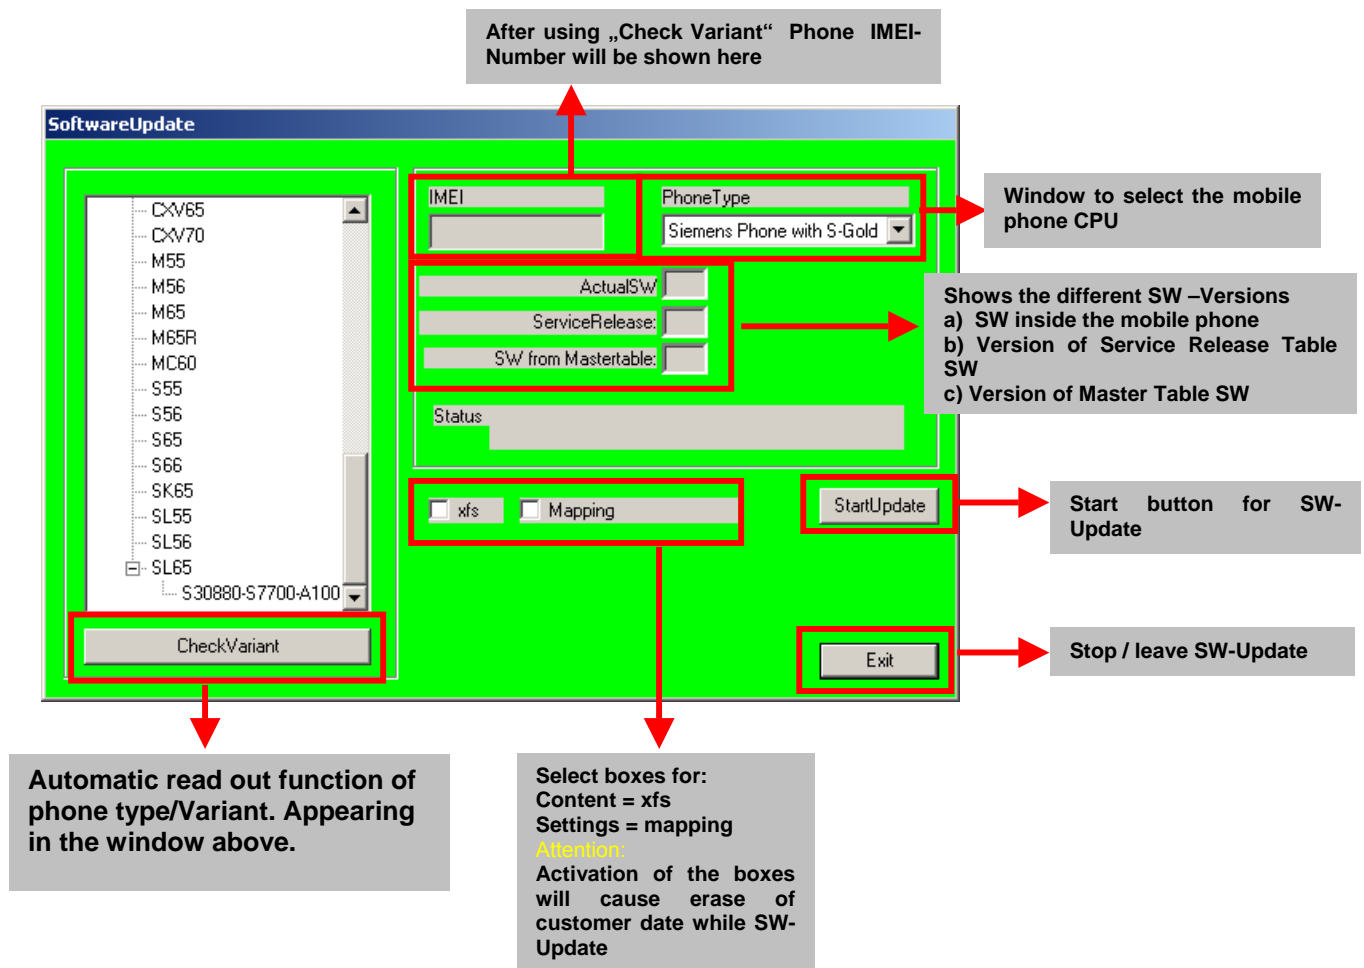 After using „Check Variant“ Phone IMEI-
Number will be shown here
SoftwareUpdate
CXV65
CXV70
M55
M56
M65
M65R
MC60
S55
S56
S65
S66
SK65
SL55
SL56
SL65
S30880-S7700-A100
CheckVariant
IMEI
PhoneType
Siemens Phone with S-Gold
ActualSW
ServiceRelease:
SW from Mastertable:
Status
xfs
Mapping
StartUpdate
Exit
Window to select the mobile
phone CPU
Shows the different SW –Versions
a) SW inside the mobile phone
b) Version of Service Release Table
SW
c) Version of Master Table SW
Start button for SW-
Update
Stop / leave SW-Update
Automatic read out function of
phone type/Variant. Appearing
in the window above.
Select boxes for:
Content = xfs
Settings = mapping
Attention:
Activation of the boxes
will cause erase of
customer date while SW-
Update